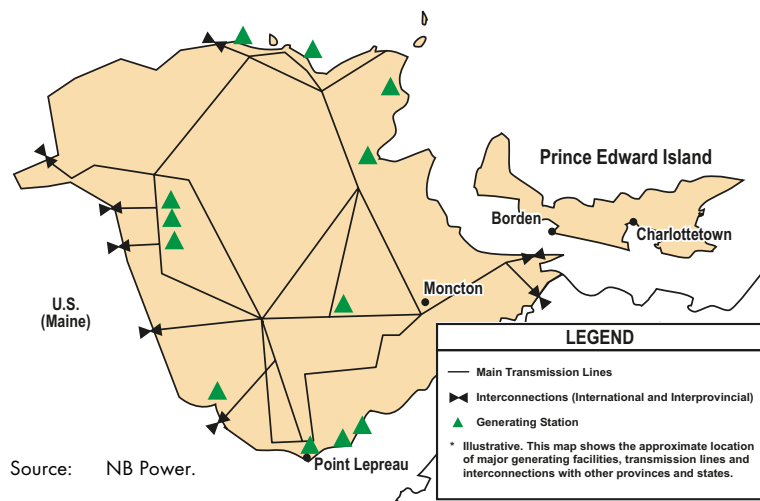 Prince Edward Island
Borden
Charlottetown
U.S.
(Maine)
Moncton
LEGEND
Main Transmission Lines
Interconnections (International and Interprovincial)
Generating Station
* Illustrative. This map shows the approximate location
of major generating facilities, transmission lines and
interconnections with other provinces and states.
Point Lepreau
Source: NB Power.